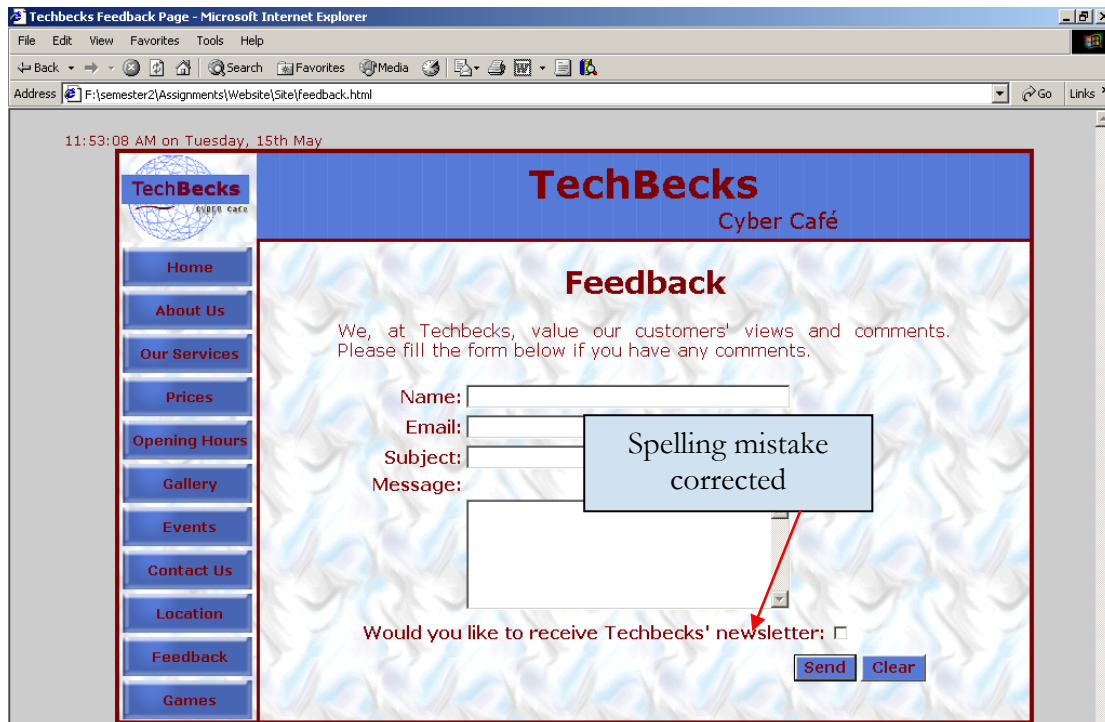 Techbecks Feedback Page - Microsoft Internet Explorer
File Edit View Favorites Tools Help
Back Search Favorites Media
Address F:\semester2\Assignments\Website\Site\feedback.html Go Links
11:53:08 AM on Tuesday, 15th May
TechBecks
CYBER CAFE
TechBecks
Cyber Café
Home
About Us
Our Services
Prices
Opening Hours
Gallery
Events
Contact Us
Location
Feedback
Games
Feedback
We, at Techbecks, value our customers' views and comments.
Please fill the form below if you have any comments.
Name:
Email:
Subject:
Message:
Spelling mistake
corrected
Would you like to receive Techbecks' newsletter:
Send Clear